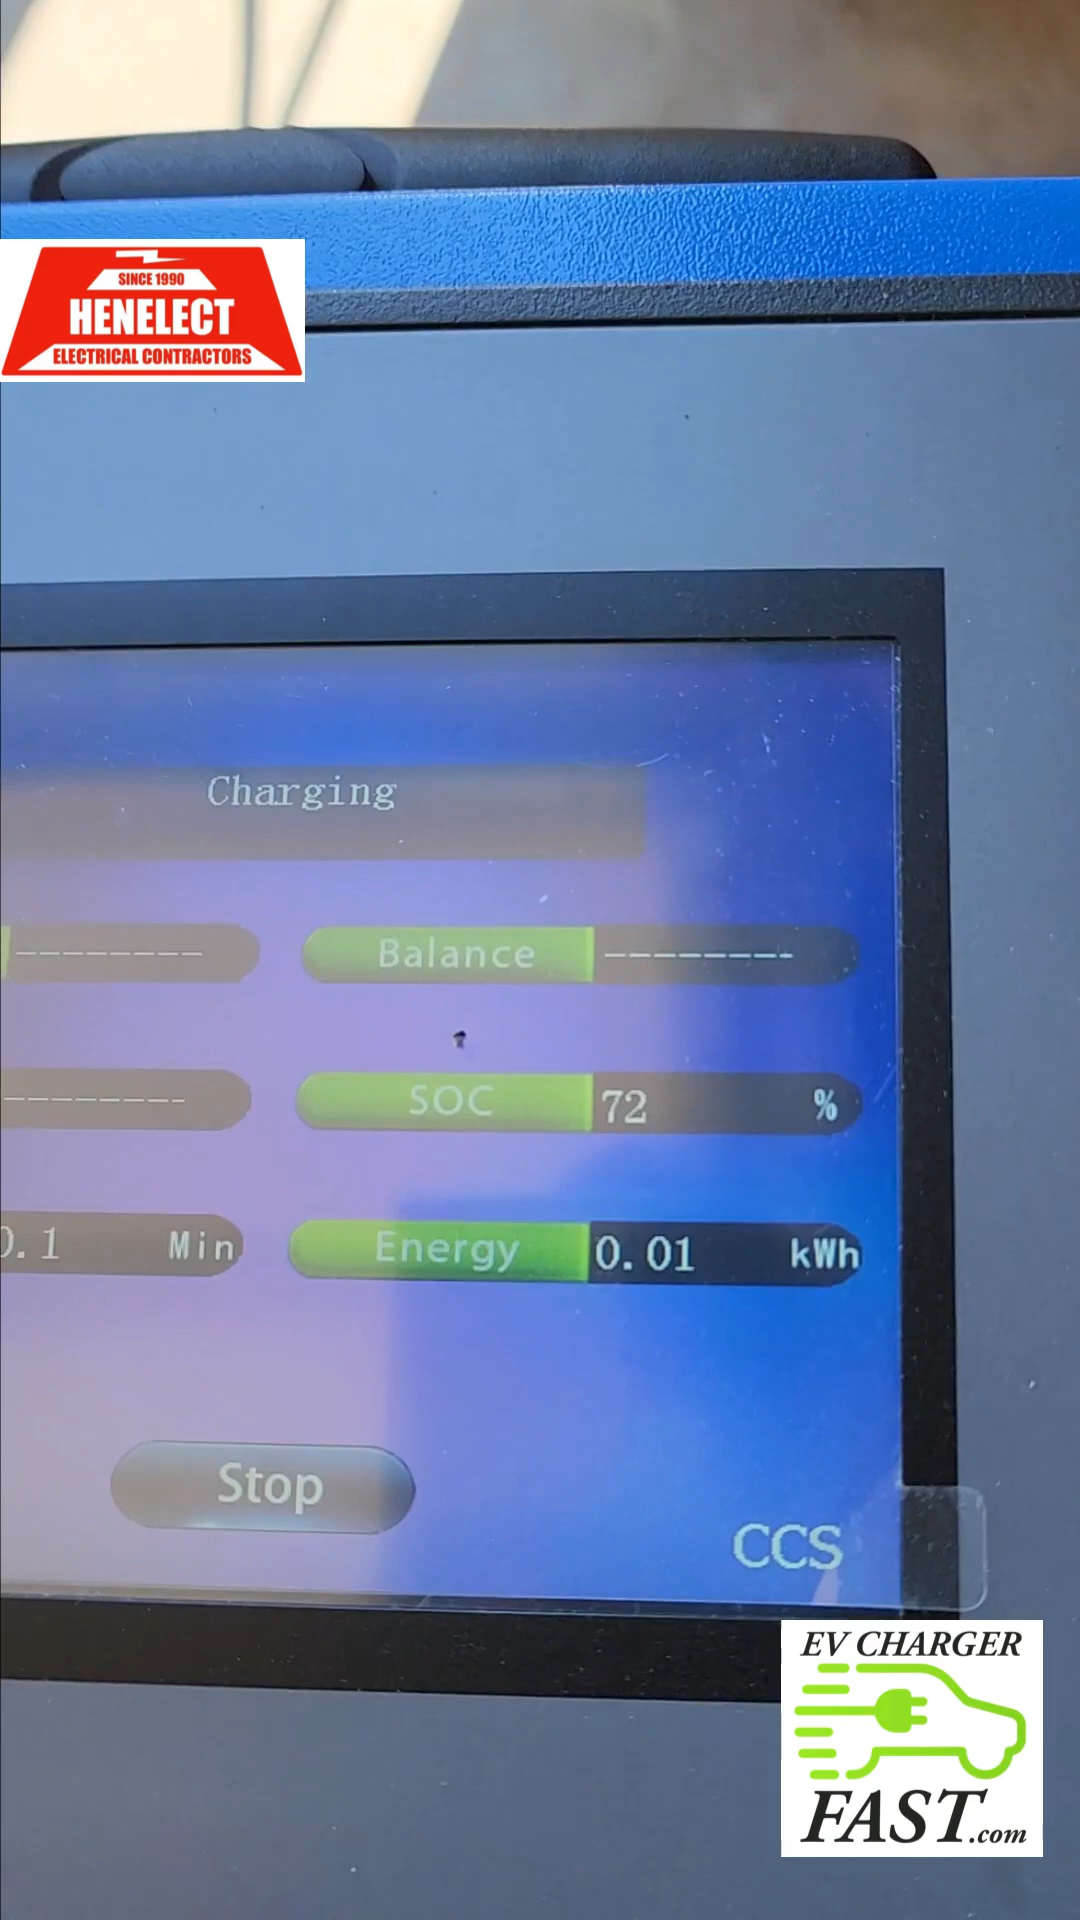 SINCE 1990
HENELECT
ELECTRICAL CONTRACTORS
Charging
--------- Balance ---------
--------- SOC 72 %
0.1 Min Energy 0.01 kWh
Stop
CCS
EV CHARGER
FAST.com